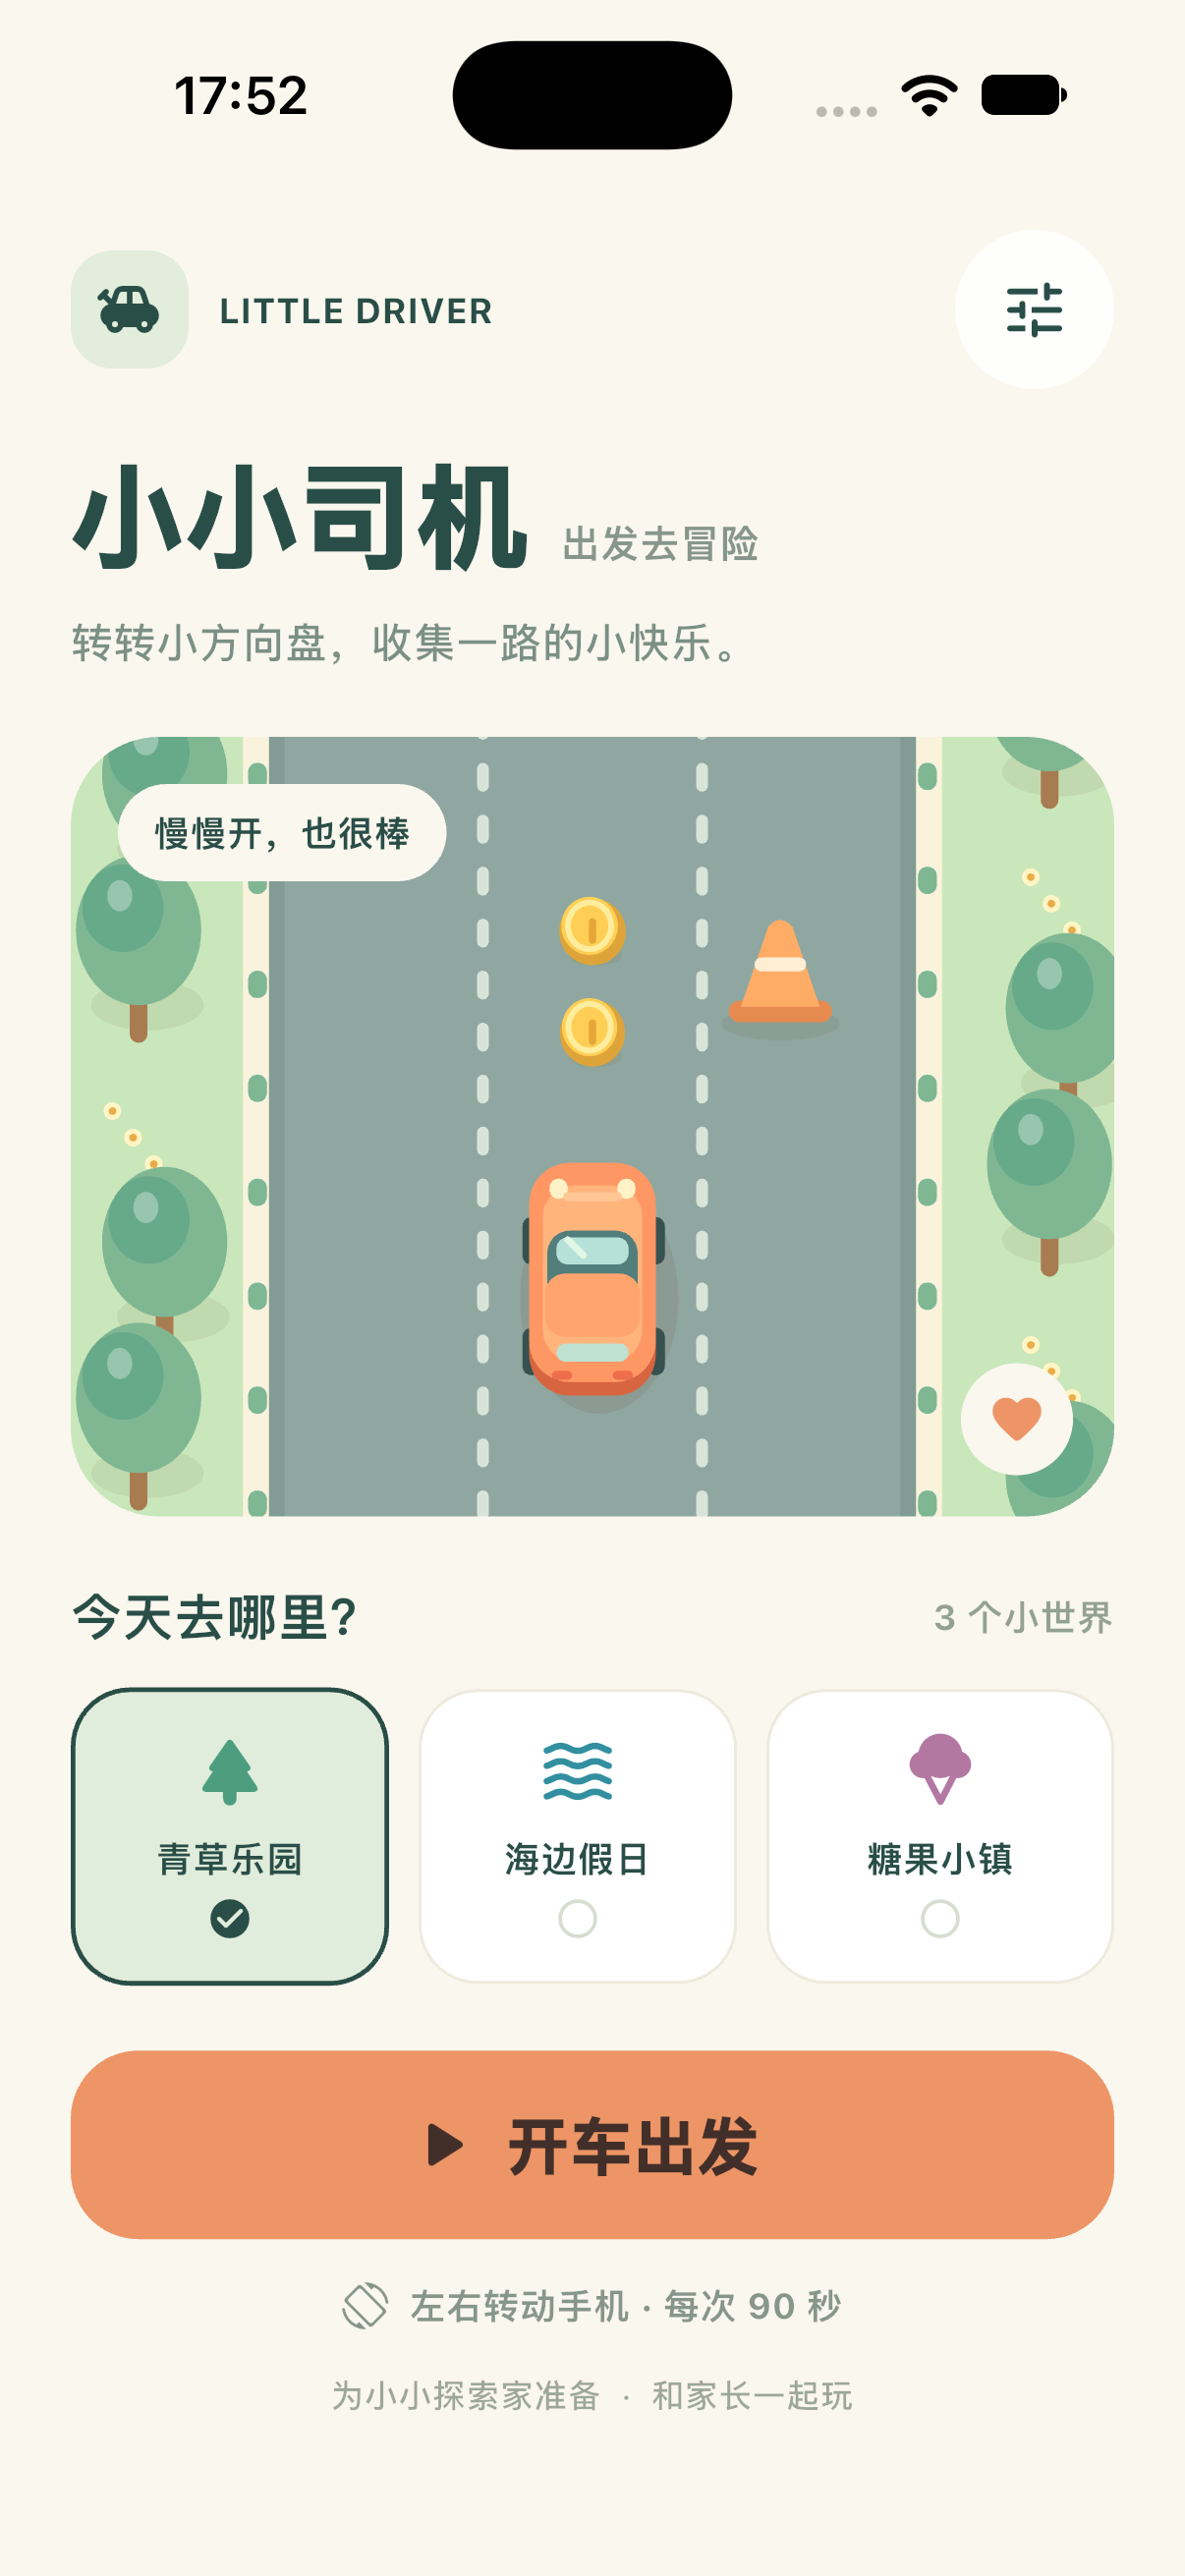 17:52
LITTLE DRIVER
小小司机 出发去冒险
转转小方向盘，收集一路的小快乐。
慢慢开，也很棒
今天去哪里？ 3 个小世界
青草乐园 海边假日 糖果小镇
开车出发
左右转动手机 · 每次 90 秒
为小小探索家准备 · 和家长一起玩